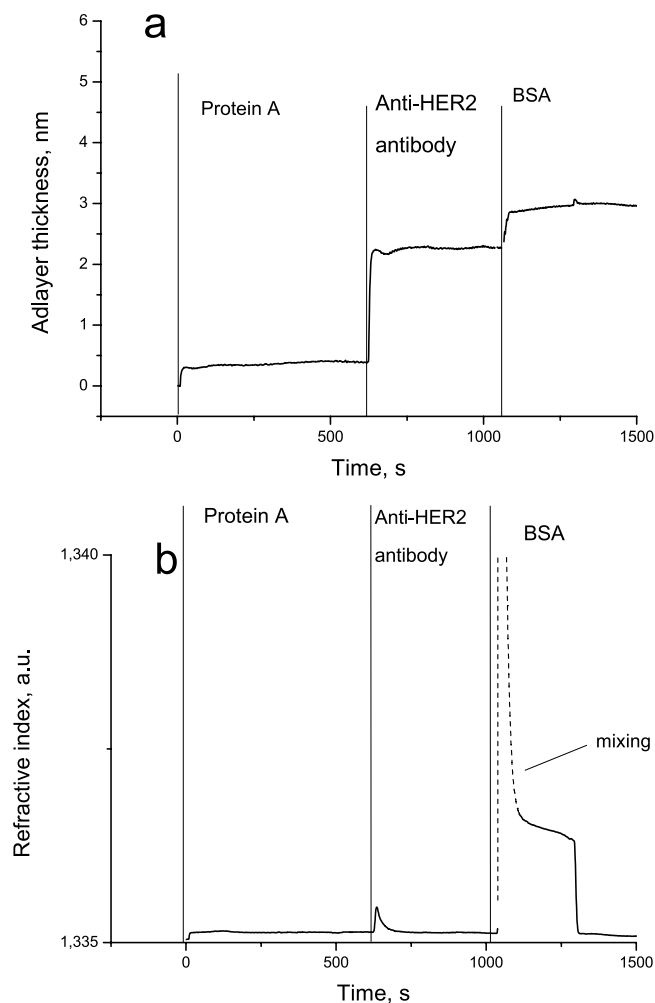 a
Adlayer thickness, nm
6
5
4
3
2
1
0
Protein A
Anti-HER2
antibody
BSA
0
500
1000
1500
Time, s
b
Refractive index, a.u.
1,340
1,335
Protein A
Anti-HER2
antibody
BSA
mixing
0
500
1000
1500
Time, s